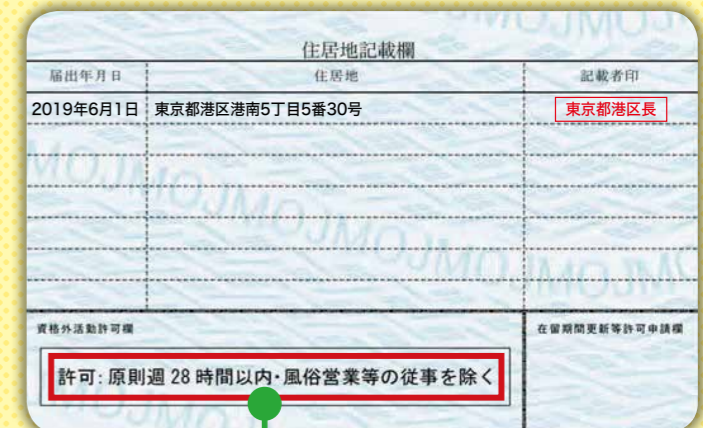 住居地記載欄
届出年月日 住居地 記載者印
2019年6月1日 東京都港区港南5丁目5番30号 東京都港区長
MOJMOJMOJMOJMOJMOJMO
資格外活動許可欄 在留期間更新等許可申請欄
許可: 原則週 28 時間以内・風俗営業等の従事を除く